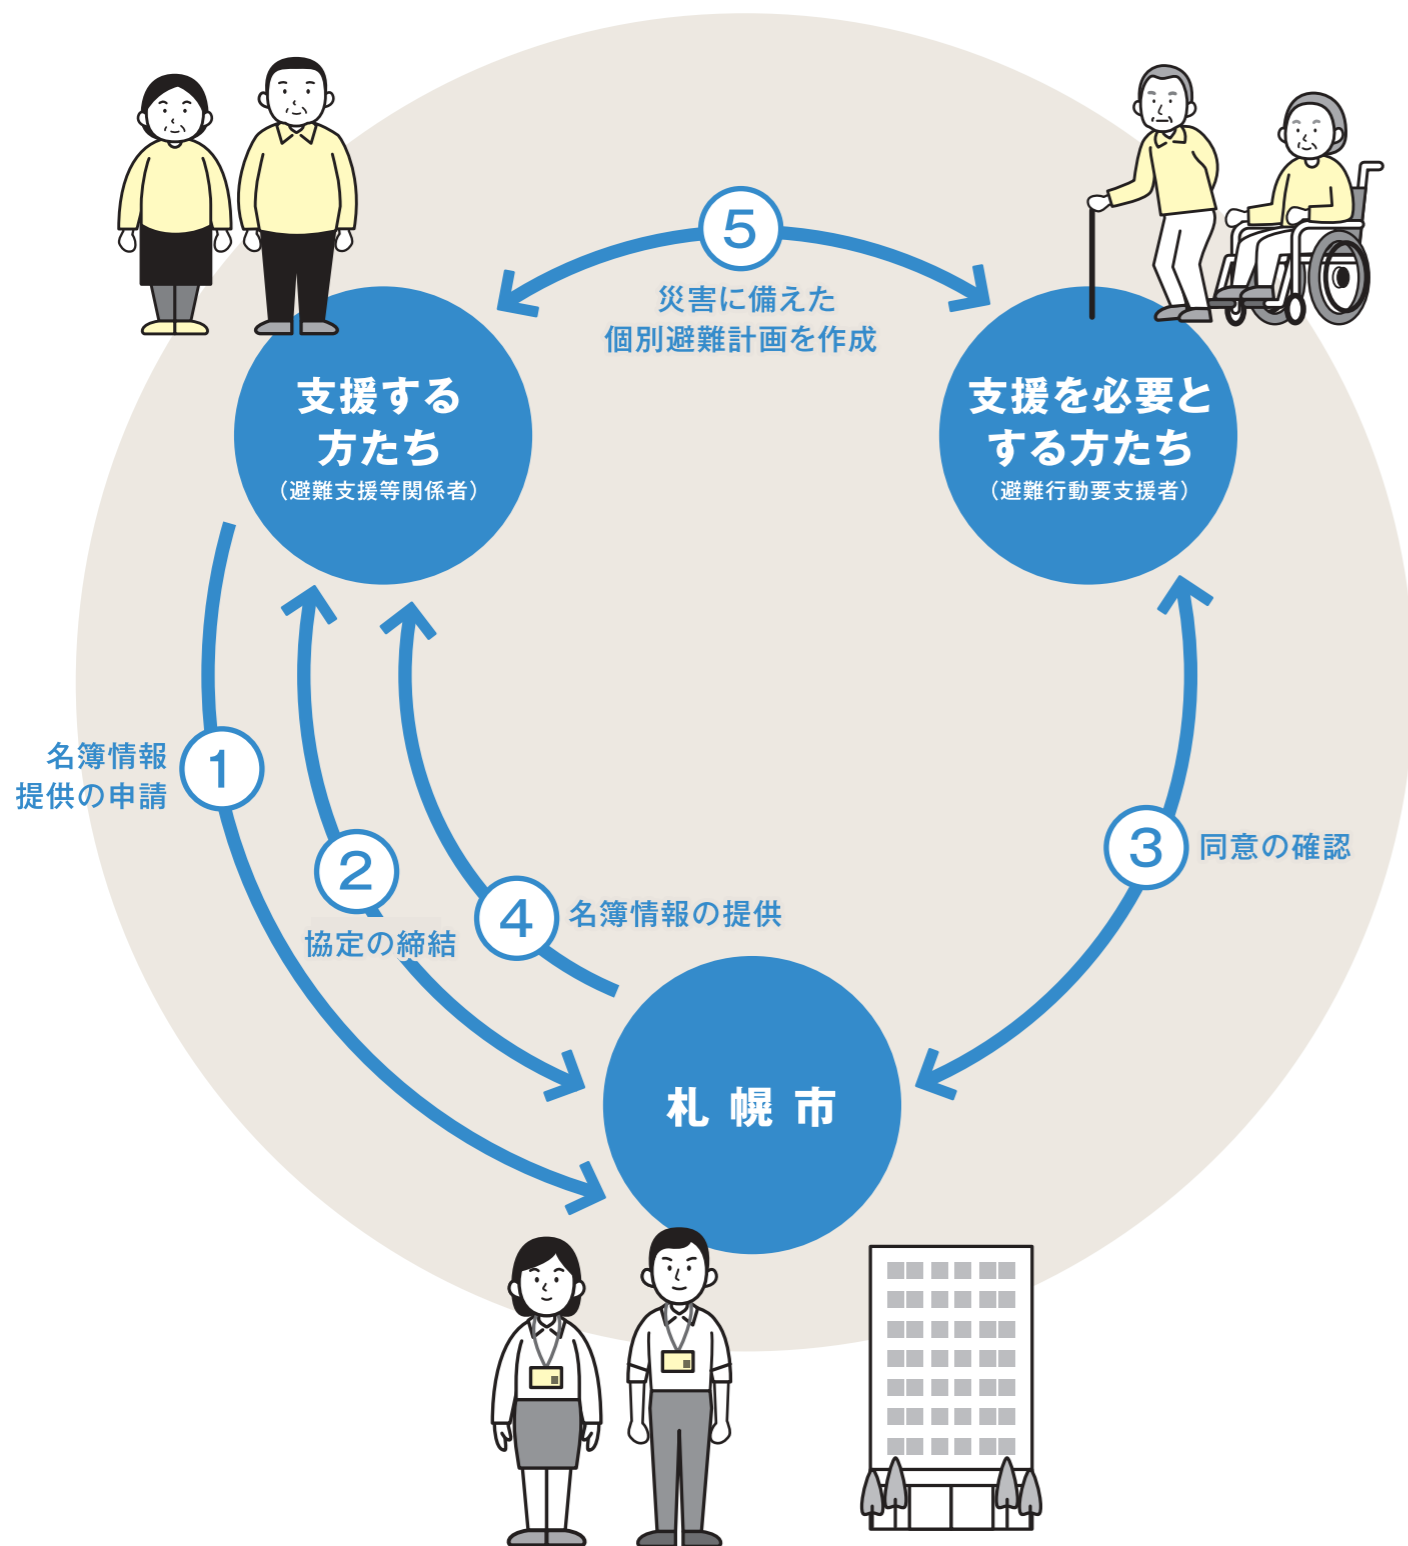 5
災害に備えた
個別避難計画を作成
支援する
方たち
（避難支援等関係者）
支援を必要と
する方たち
（避難行動要支援者）
名簿情報
提供の申請
1
2
協定の締結
3
同意の確認
4
名簿情報の提供
札幌市